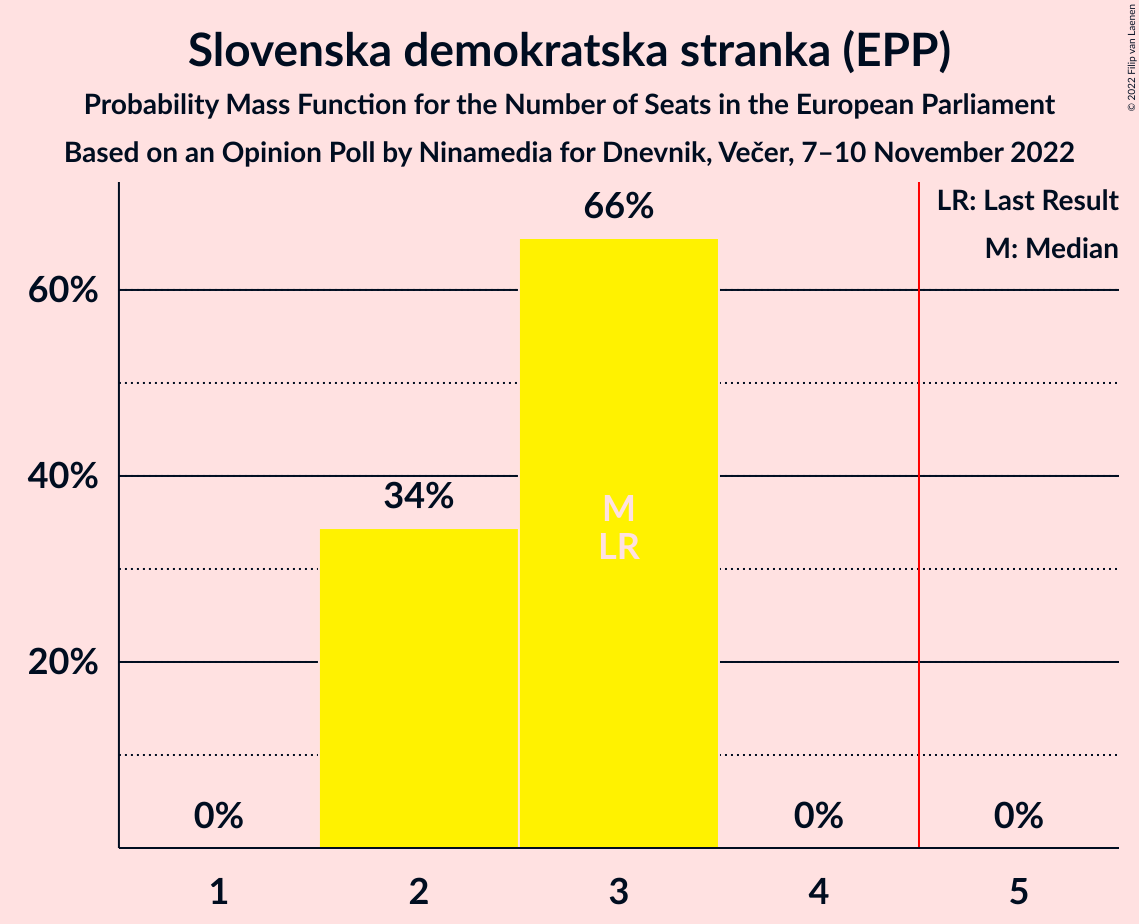 Slovenska demokratska stranka (EPP)
Probability Mass Function for the Number of Seats in the European Parliament
Based on an Opinion Poll by Ninamedia for Dnevnik, Večer, 7–10 November 2022
© 2022 Filip van Laenen
LR: Last Result
M: Median
66%
60%
40%
34%
M
LR
20%
0%
0%
0%
1
2
3
4
5